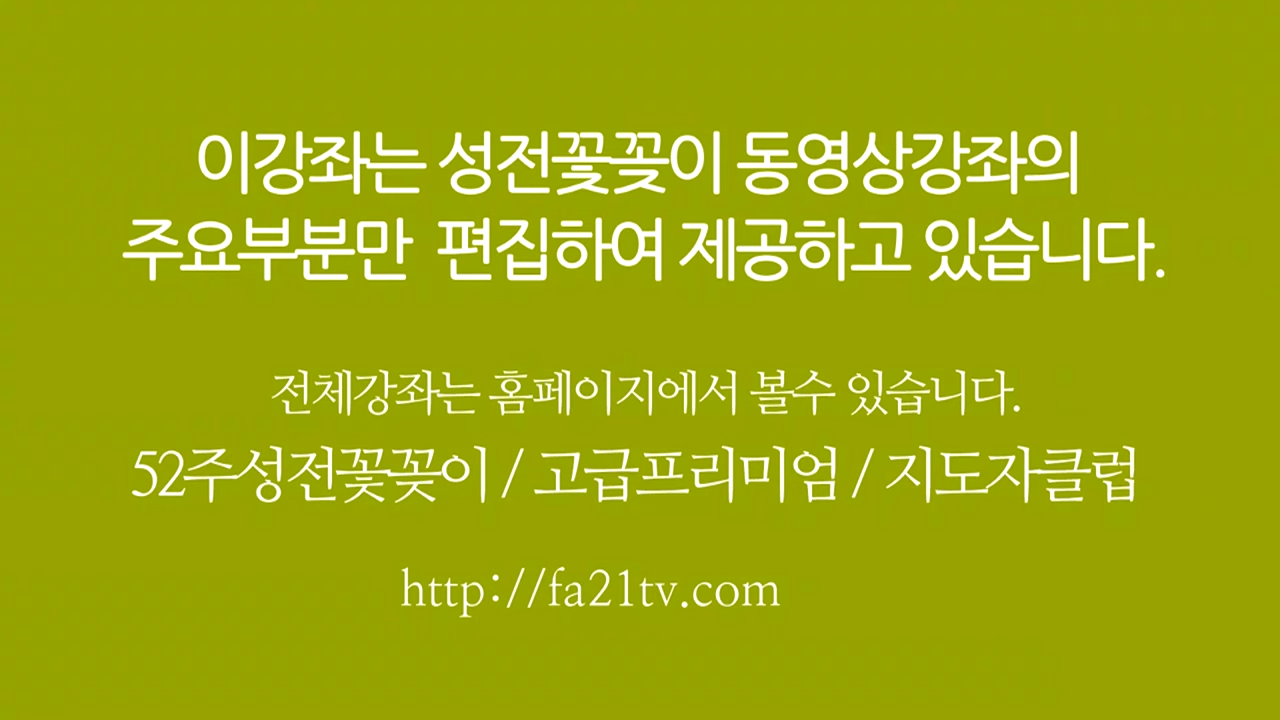 이강좌는 성전꽃꽂이 동영상강좌의
주요부분만 편집하여 제공하고 있습니다.
전체강좌는 홈페이지에서 볼수 있습니다.
52주성전꽃꽂이 / 고급프리미엄 / 지도자클럽
http://fa21tv.com